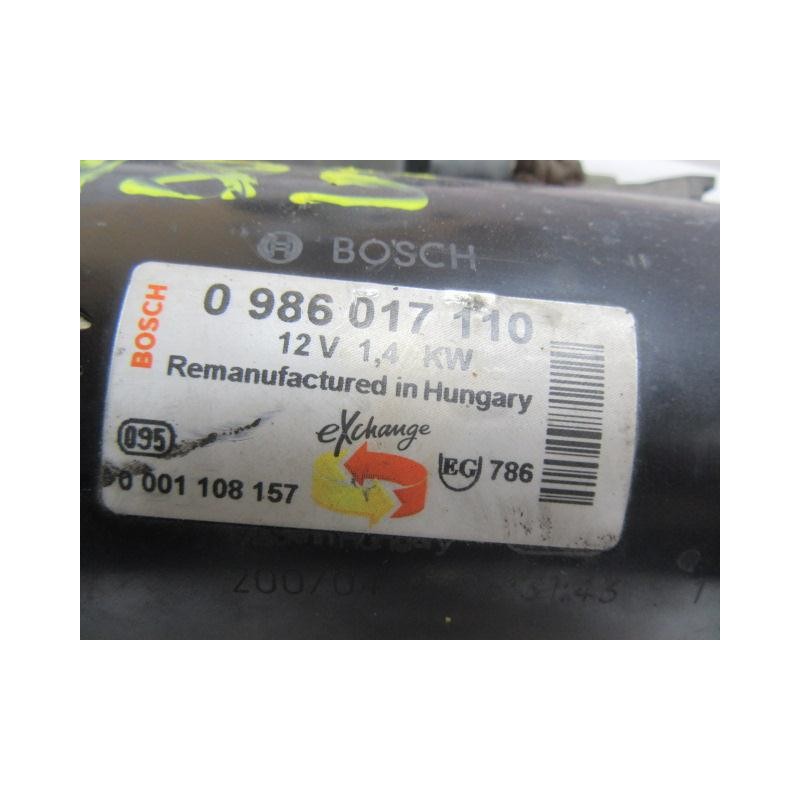 BOSCH
BOSCH
0 986 017 110
12 V 1,4 KW
Remanufactured in Hungary
eXchange
095
EG 786
0 001 108 157